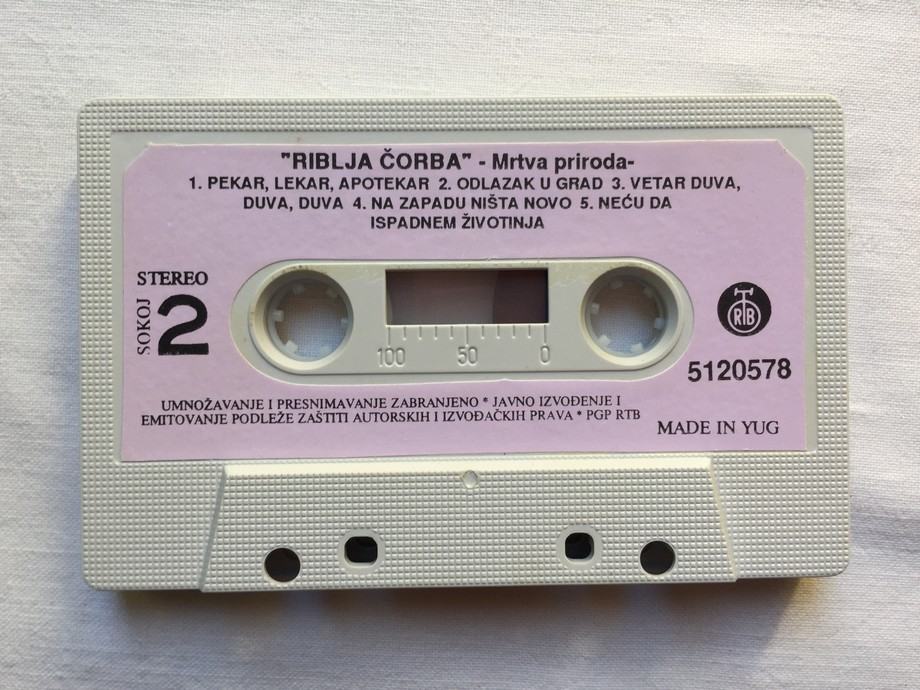 "RIBLJA ČORBA" - Mrtva priroda-
1. PEKAR, LEKAR, APOTEKAR 2. ODLAZAK U GRAD 3. VETAR DUVA,
DUVA, DUVA 4. NA ZAPADU NIŠTA NOVO 5. NEĆU DA
ISPADNEM ŽIVOTINJA
STEREO
SOKOJ
2
100 50 0
RTB
5120578
UMNOŽAVANJE I PRESNIMAVANJE ZABRANJENO * JAVNO IZVOĐENJE I
EMITOVANJE PODLEŽE ZAŠTITI AUTORSKIH I IZVOĐAČKIH PRAVA * PGP RTB
MADE IN YUG